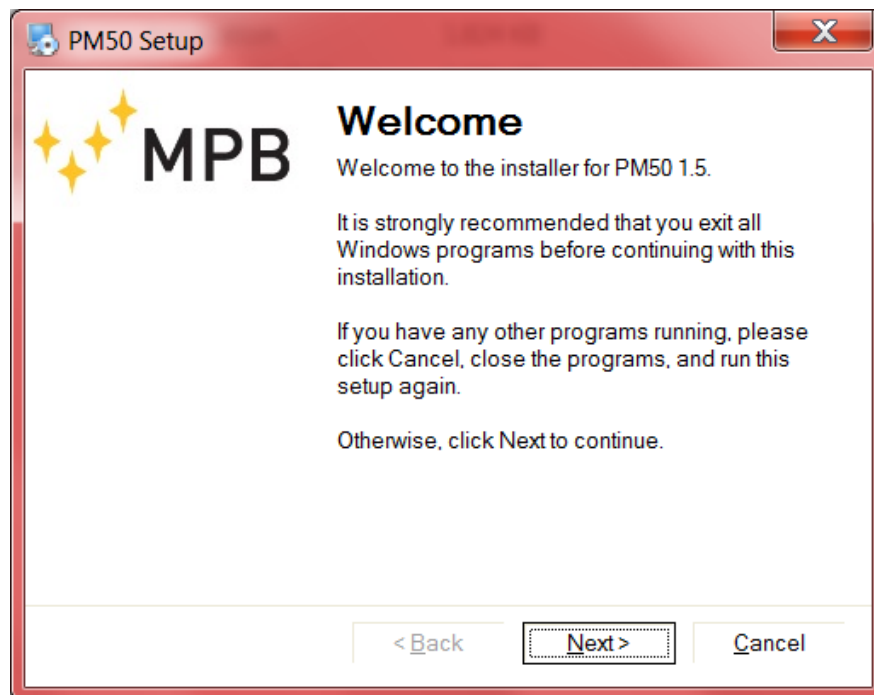 PM50 Setup
MPB
Welcome
Welcome to the installer for PM50 1.5.
It is strongly recommended that you exit all
Windows programs before continuing with this
installation.
If you have any other programs running, please
click Cancel, close the programs, and run this
setup again.
Otherwise, click Next to continue.
< Back
Next >
Cancel